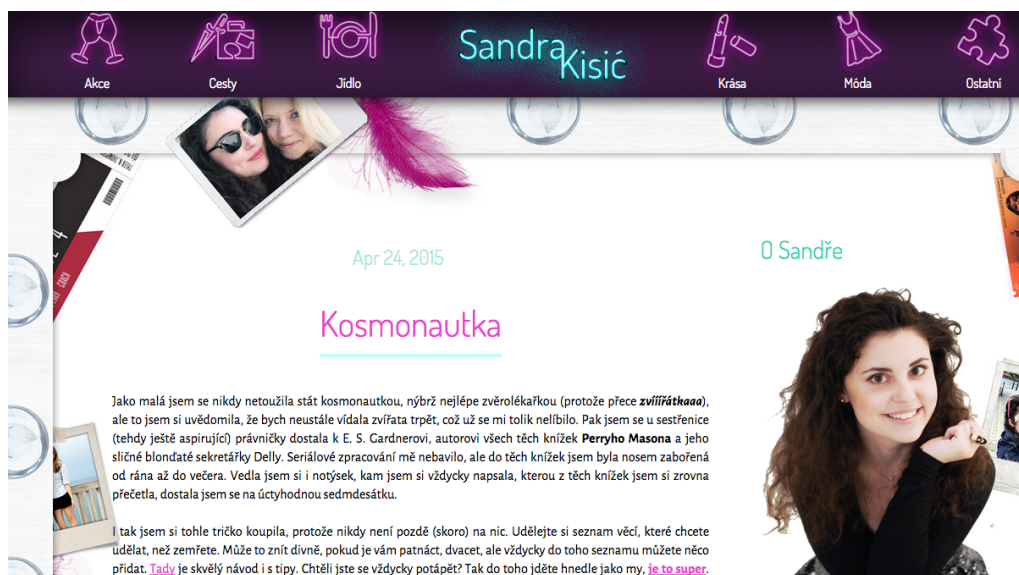 Sandra
Kisić
Akce
Cesty
Jídlo
Krása
Móda
Ostatní
Apr 24, 2015
O Sandře
Kosmonautka
Jako malá jsem se nikdy netoužila stát kosmonautkou, nýbrž nejlépe zvěrolékařkou (protože přece zvííířátkaaa),
ale to jsem si uvědomila, že bych neustále vídala zvířata trpět, což už se mi tolik nelíbilo. Pak jsem se u sestřenice
(tehdy ještě aspirující) právničky dostala k E. S. Gardnerovi, autorovi všech těch knížek Perryho Masona a jeho
sličné blonďaté sekretářky Delly. Seriálové zpracování mě nebavilo, ale do těch knížek jsem byla nosem zabořená
od rána až do večera. Vedla jsem si i notýsek, kam jsem si vždycky napsala, kterou z těch knížek jsem si zrovna
přečetla, dostala jsem se na úctyhodnou sedmdesátku.
I tak jsem si tohle tričko koupila, protože nikdy není pozdě (skoro) na nic. Udělejte si seznam věcí, které chcete
udělat, než zemřete. Může to znít divně, pokud je vám patnáct, dvacet, ale vždycky do toho seznamu můžete něco
přidat. Tady je skvělý návod i s tipy. Chtěli jste se vždycky potápět? Tak do toho jděte hnedle jako my, je to super.
COACH